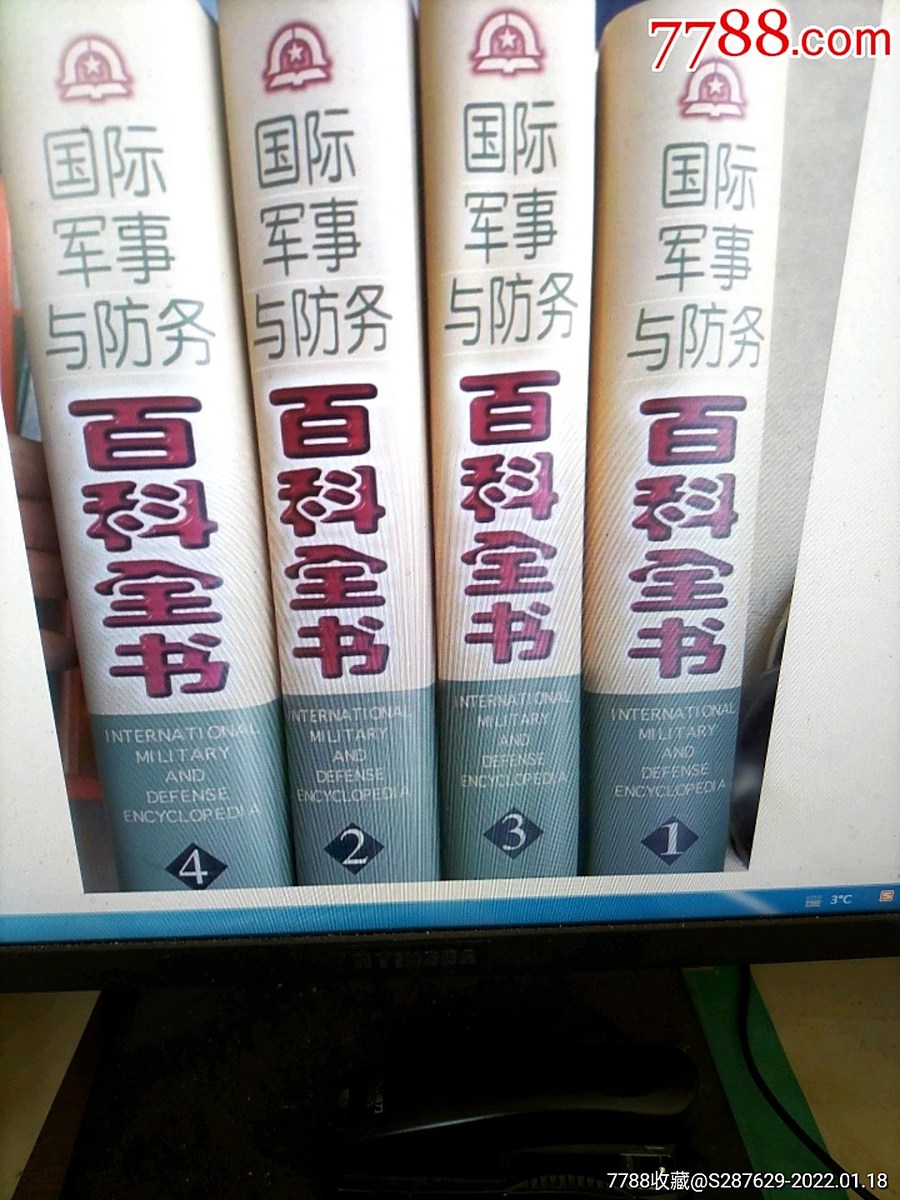 7788.com
国际
军事
与防务
百科全书
INTERNATIONAL
MILITARY
AND
DEFENSE
ENCYCLOPEDIA
4
国际
军事
与防务
百科全书
INTERNATIONAL
MILITARY
AND
DEFENSE
ENCYCLOPEDIA
2
国际
军事
与防务
百科全书
INTERNATIONAL
MILITARY
AND
DEFENSE
ENCYCLOPEDIA
3
国际
军事
与防务
百科全书
INTERNATIONAL
MILITARY
AND
DEFENSE
ENCYCLOPEDIA
1
3°C
7788收藏@S287629-2022.01.18